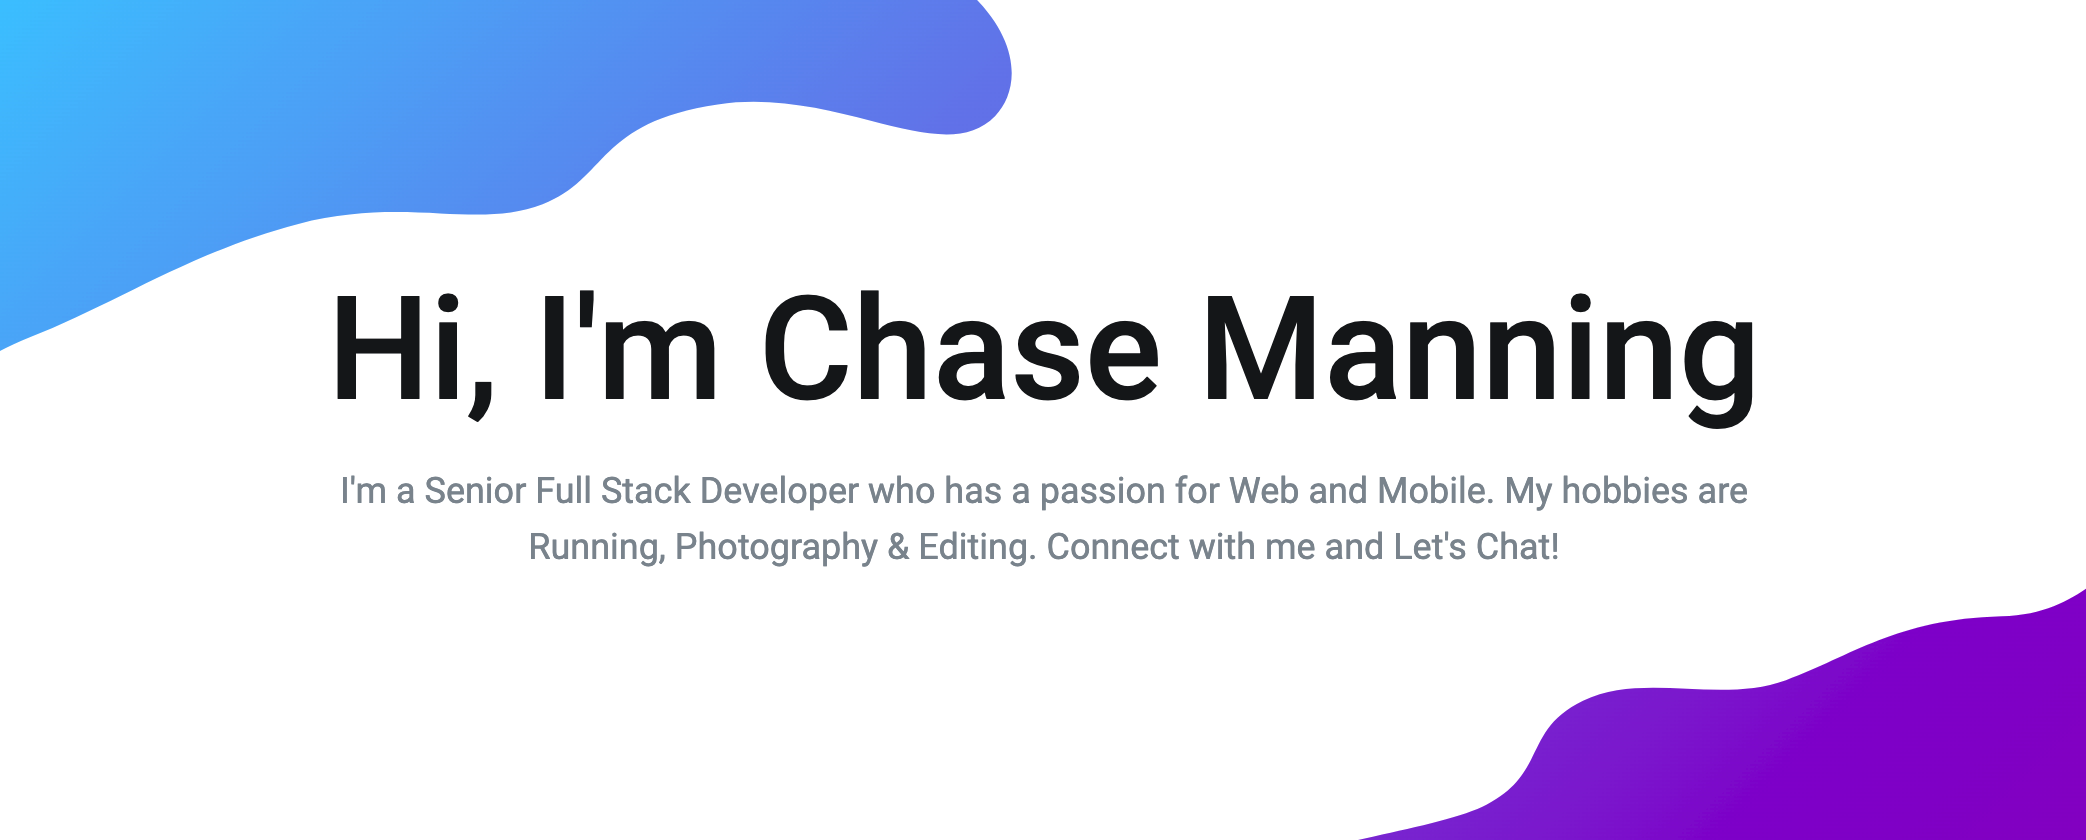 Hi, I'm Chase Manning
I'm a Senior Full Stack Developer who has a passion for Web and Mobile. My hobbies are
Running, Photography & Editing. Connect with me and Let's Chat!